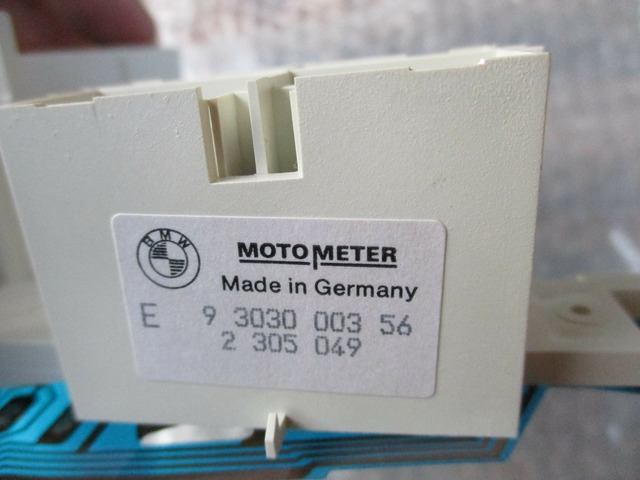 BMW
MOTOMETER
Made in Germany
E 9 3030 003 56
2 305 049